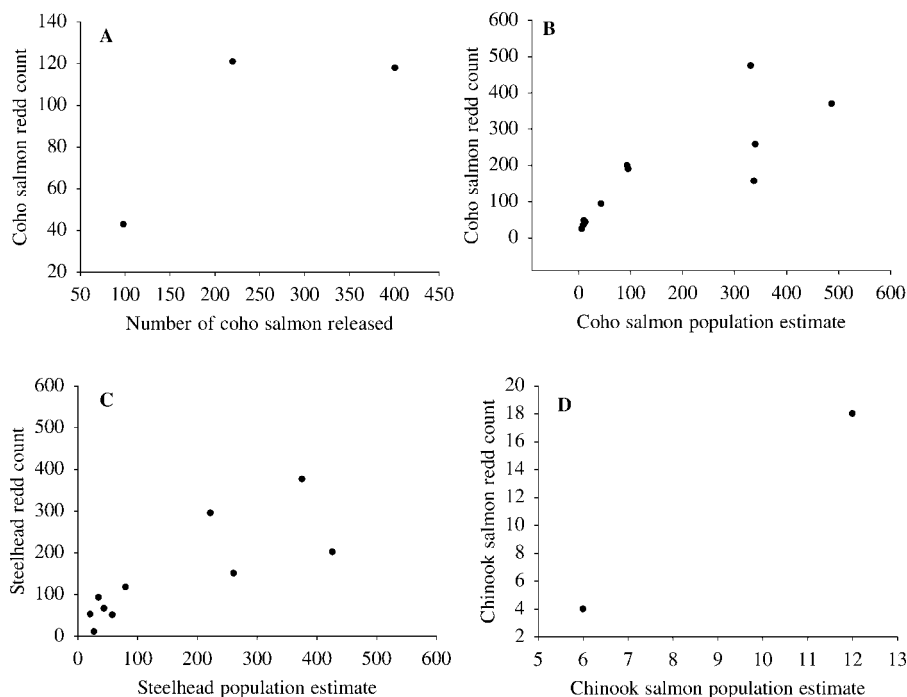 A
Coho salmon redd count
140
120
100
80
60
40
20
50 100 150 200 250 300 350 400 450
Number of coho salmon released
B
Coho salmon redd count
600
500
400
300
200
100
0
0 100 200 300 400 500 600
Coho salmon population estimate
C
Steelhead redd count
600
500
400
300
200
100
0
0 100 200 300 400 500 600
Steelhead population estimate
D
Chinook salmon redd count
20
18
16
14
12
10
8
6
4
2
5 6 7 8 9 10 11 12 13
Chinook salmon population estimate